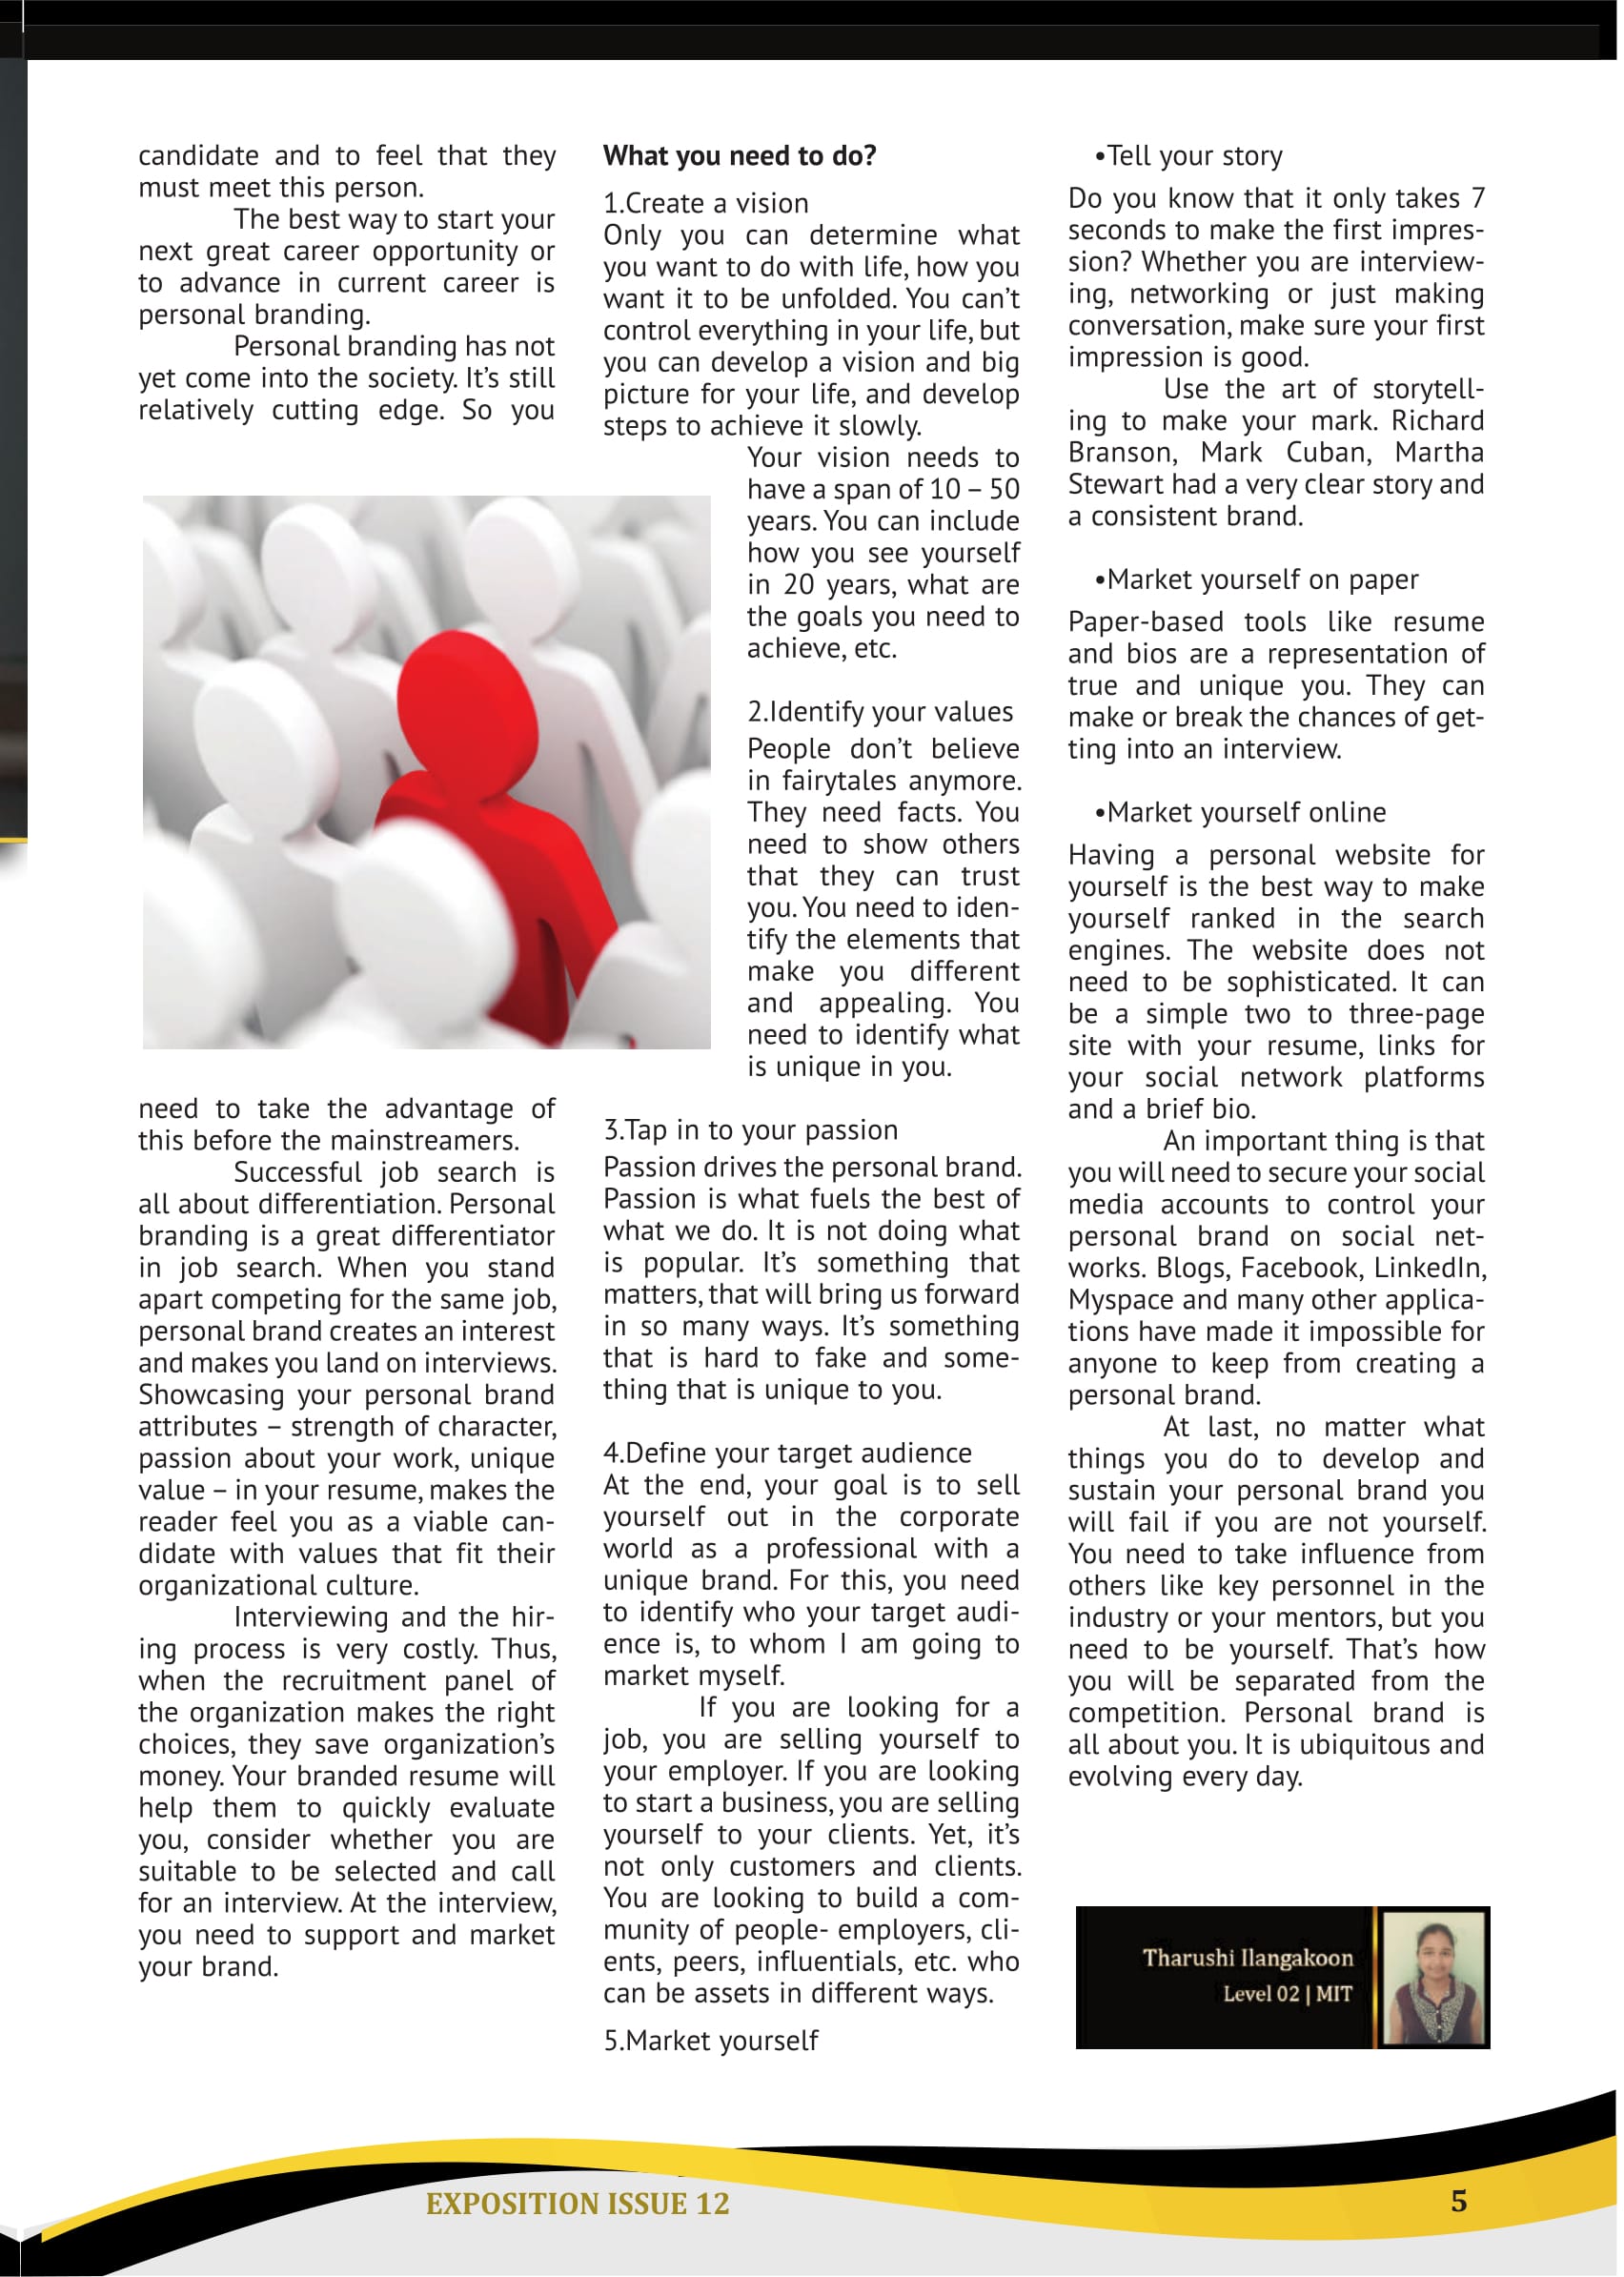 candidate and to feel that they
must meet this person.
The best way to start your
next great career opportunity or
to advance in current career is
personal branding.
Personal branding has not
yet come into the society. It’s still
relatively cutting edge. So you
need to take the advantage of
this before the mainstreamers.
Successful job search is
all about differentiation. Personal
branding is a great differentiator
in job search. When you stand
apart competing for the same job,
personal brand creates an interest
and makes you land on interviews.
Showcasing your personal brand
attributes – strength of character,
passion about your work, unique
value – in your resume, makes the
reader feel you as a viable can-
didate with values that fit their
organizational culture.
Interviewing and the hir-
ing process is very costly. Thus,
when the recruitment panel of
the organization makes the right
choices, they save organization’s
money. Your branded resume will
help them to quickly evaluate
you, consider whether you are
suitable to be selected and call
for an interview. At the interview,
you need to support and market
your brand.
What you need to do?
1.Create a vision
Only you can determine what
you want to do with life, how you
want it to be unfolded. You can’t
control everything in your life, but
you can develop a vision and big
picture for your life, and develop
steps to achieve it slowly.
Your vision needs to
have a span of 10 – 50
years. You can include
how you see yourself
in 20 years, what are
the goals you need to
achieve, etc.
2.Identify your values
People don’t believe
in fairytales anymore.
They need facts. You
need to show others
that they can trust
you. You need to iden-
tify the elements that
make you different
and appealing. You
need to identify what
is unique in you.
3.Tap in to your passion
Passion drives the personal brand.
Passion is what fuels the best of
what we do. It is not doing what
is popular. It’s something that
matters, that will bring us forward
in so many ways. It’s something
that is hard to fake and some-
thing that is unique to you.
4.Define your target audience
At the end, your goal is to sell
yourself out in the corporate
world as a professional with a
unique brand. For this, you need
to identify who your target audi-
ence is, to whom I am going to
market myself.
If you are looking for a
job, you are selling yourself to
your employer. If you are looking
to start a business, you are selling
yourself to your clients. Yet, it’s
not only customers and clients.
You are looking to build a com-
munity of people- employers, cli-
ents, peers, influentials, etc. who
can be assets in different ways.
5.Market yourself
•Tell your story
Do you know that it only takes 7
seconds to make the first impres-
sion? Whether you are interview-
ing, networking or just making
conversation, make sure your first
impression is good.
Use the art of storytell-
ing to make your mark. Richard
Branson, Mark Cuban, Martha
Stewart had a very clear story and
a consistent brand.
•Market yourself on paper
Paper-based tools like resume
and bios are a representation of
true and unique you. They can
make or break the chances of get-
ting into an interview.
•Market yourself online
Having a personal website for
yourself is the best way to make
yourself ranked in the search
engines. The website does not
need to be sophisticated. It can
be a simple two to three-page
site with your resume, links for
your social network platforms
and a brief bio.
An important thing is that
you will need to secure your social
media accounts to control your
personal brand on social net-
works. Blogs, Facebook, LinkedIn,
Myspace and many other applica-
tions have made it impossible for
anyone to keep from creating a
personal brand.
At last, no matter what
things you do to develop and
sustain your personal brand you
will fail if you are not yourself.
You need to take influence from
others like key personnel in the
industry or your mentors, but you
need to be yourself. That’s how
you will be separated from the
competition. Personal brand is
all about you. It is ubiquitous and
evolving every day.
Tharushi Ilangakoon
Level 02 | MIT
EXPOSITION ISSUE 12
5